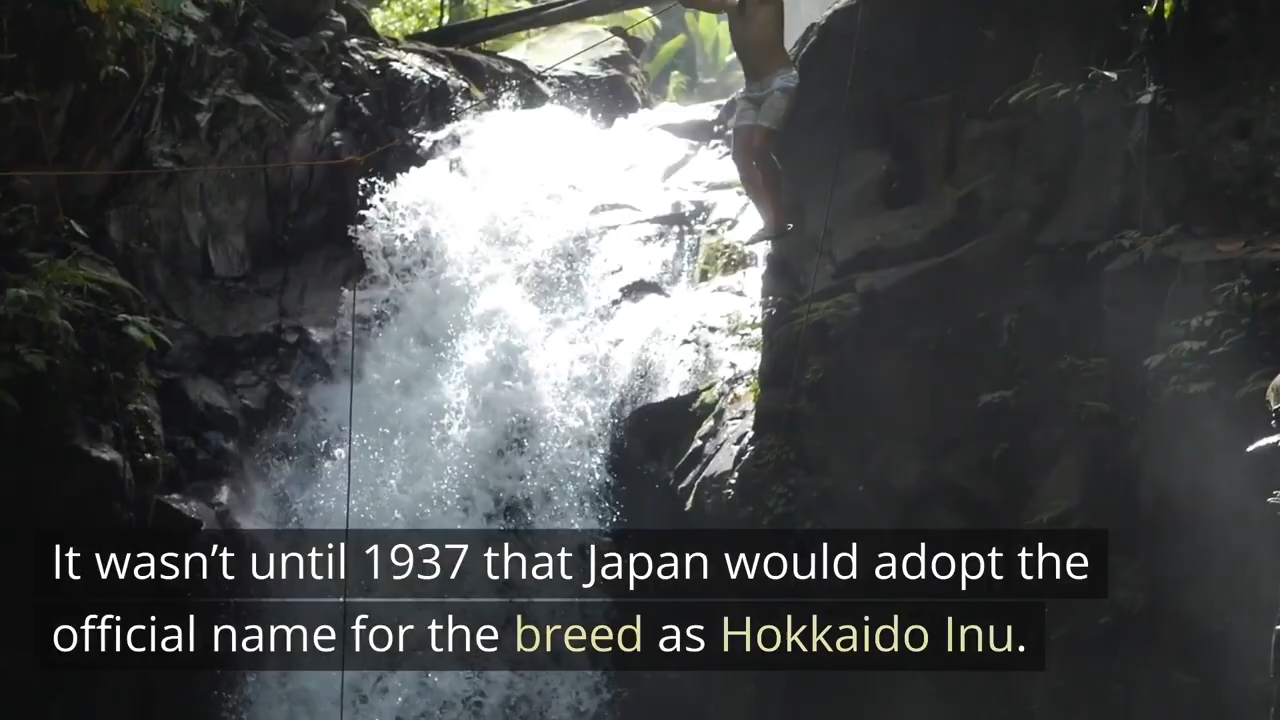 It wasn’t until 1937 that Japan would adopt the
official name for the breed as Hokkaido Inu.